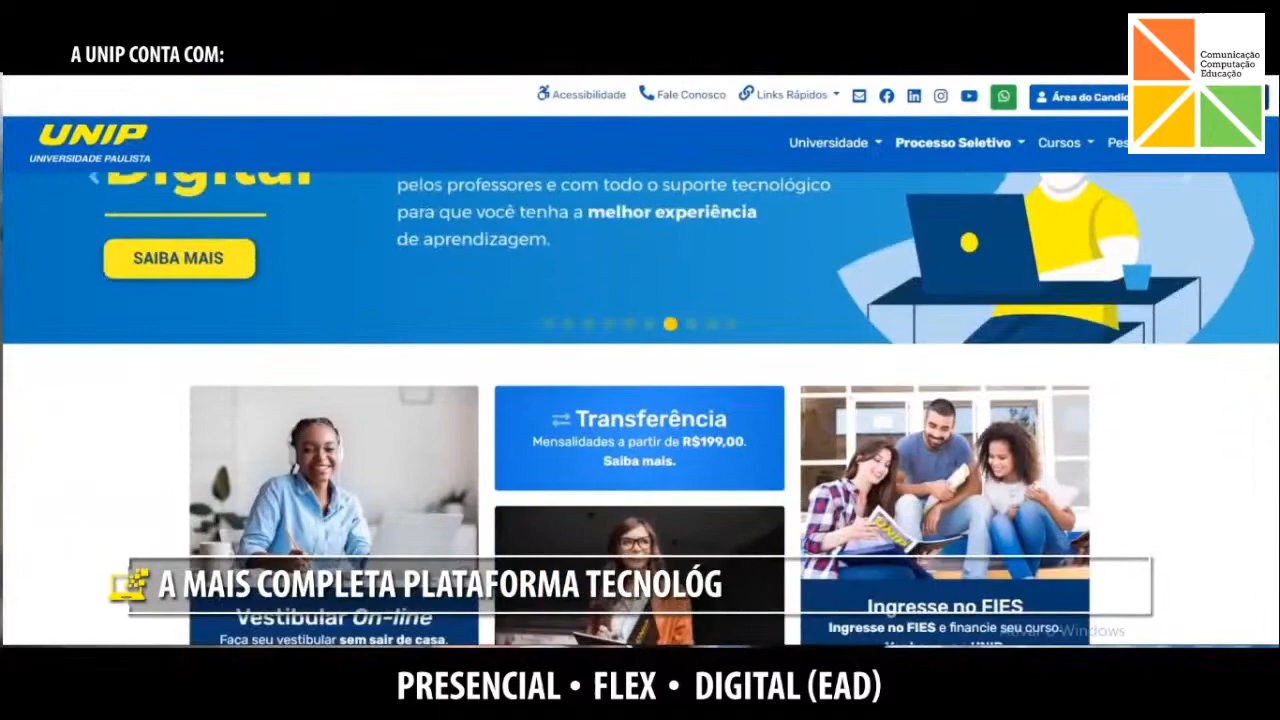 A UNIP CONTA COM:
Comunicação
Computação
Educação
Acessibilidade
Fale Conosco
Links Rápidos
Área do Candi
UNIP
UNIVERSIDADE PAULISTA
Universidade
Processo Seletivo
Cursos
Pes
Digital
pelos professores e com todo o suporte tecnológico
para que você tenha a melhor experiência
de aprendizagem.
SAIBA MAIS
Transferência
Mensalidades a partir de R$199,00.
Saiba mais.
UNIP
A MAIS COMPLETA PLATAFORMA TECNOLÓG
Vestibular On-line
Faça seu vestibular sem sair de casa.
Ingresse no FIES
Ingresse no FIES e financie seu curso.
PRESENCIAL • FLEX • DIGITAL (EAD)